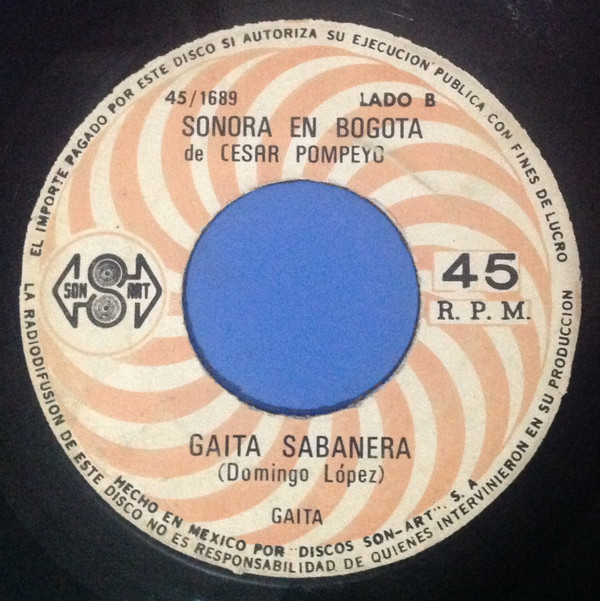 EL IMPORTE PAGADO POR ESTE DISCO SI AUTORIZA SU EJECUCION PUBLICA CON FINES DE LUCRO
45/1689 LADO B
SONORA EN BOGOTA
de CESAR POMPEYO
SON ART
45
R.P.M.
GAITA SABANERA
(Domingo López)
GAITA
HECHO EN MEXICO POR "DISCOS SON-ART". S. A
LA RADIODIFUSION DE ESTE DISCO NO ES RESPONSABILIDAD DE QUIENES INTERVINIERON EN SU PRODUCCION